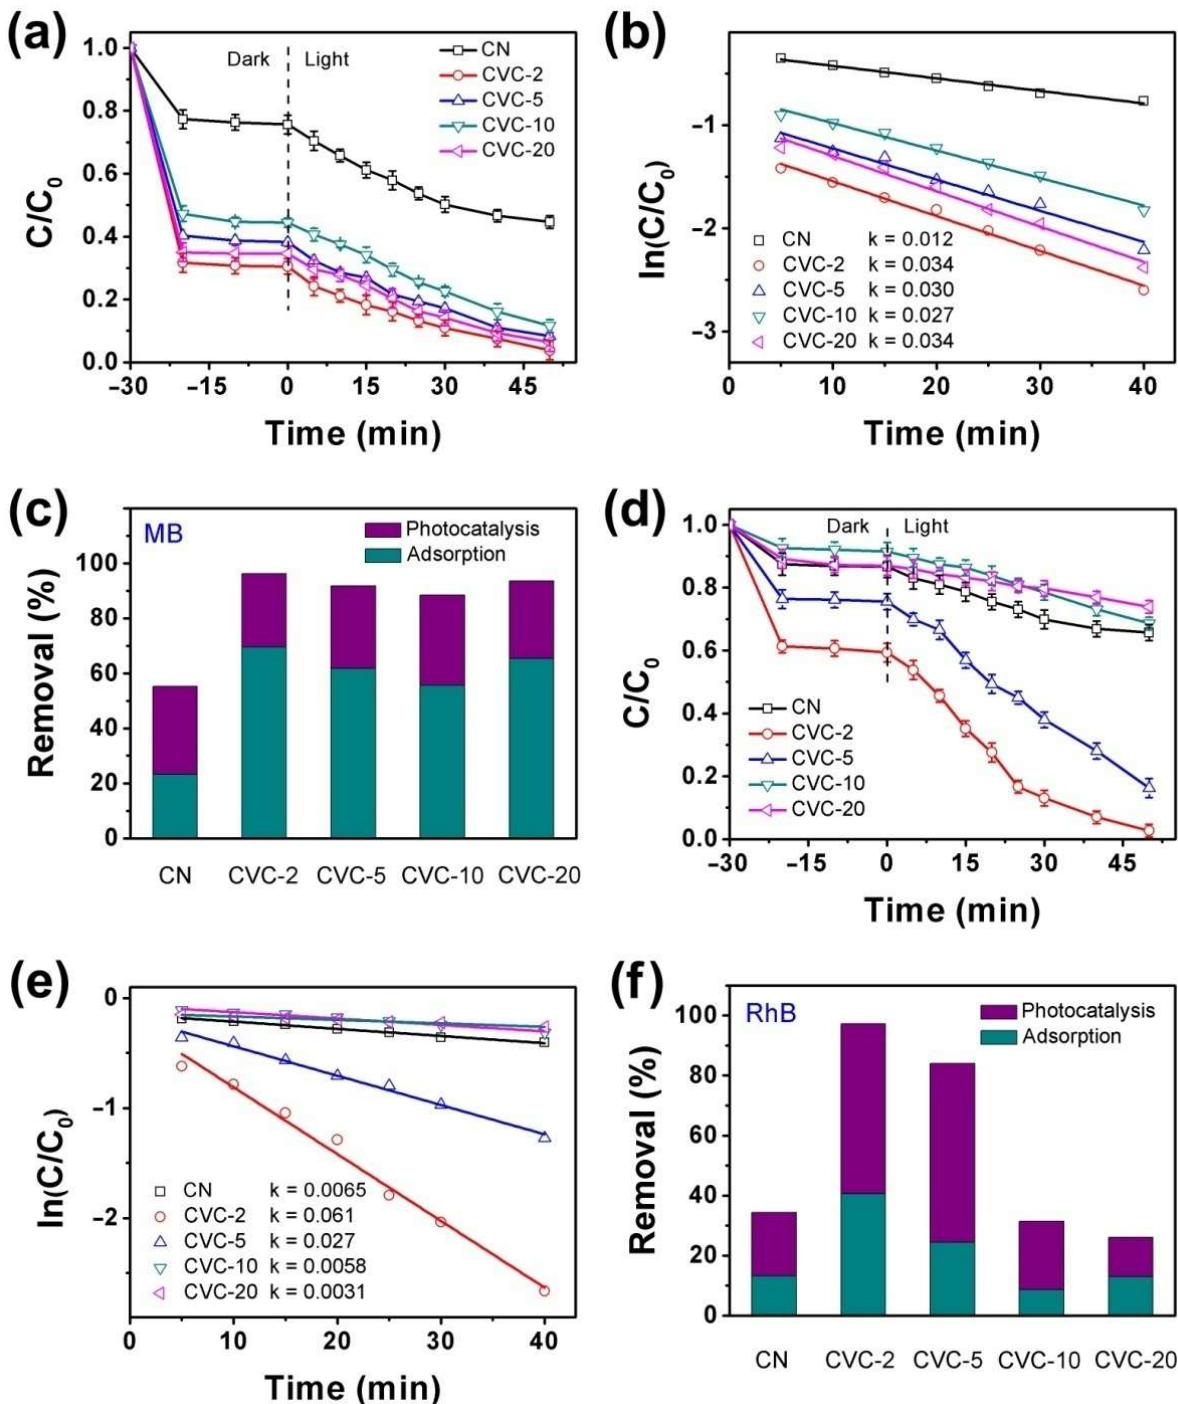 (a)
1.0
0.8
0.6
0.4
0.2
0.0
C/C0
Dark
Light
CN
CVC-2
CVC-5
CVC-10
CVC-20
−30
−15
0
15
30
45
Time (min)
(b)
−1
−2
−3
ln(C/C0)
CN k = 0.012
CVC-2 k = 0.034
CVC-5 k = 0.030
CVC-10 k = 0.027
CVC-20 k = 0.034
0
10
20
30
40
Time (min)
(c)
MB
Photocatalysis
Adsorption
100
80
60
40
20
0
Removal (%)
CN
CVC-2
CVC-5
CVC-10
CVC-20
(d)
1.0
0.8
0.6
0.4
0.2
0.0
C/C0
Dark
Light
CN
CVC-2
CVC-5
CVC-10
CVC-20
−30
−15
0
15
30
45
Time (min)
(e)
0
−1
−2
ln(C/C0)
CN k = 0.0065
CVC-2 k = 0.061
CVC-5 k = 0.027
CVC-10 k = 0.0058
CVC-20 k = 0.0031
0
10
20
30
40
Time (min)
(f)
RhB
Photocatalysis
Adsorption
100
80
60
40
20
0
Removal (%)
CN
CVC-2
CVC-5
CVC-10
CVC-20